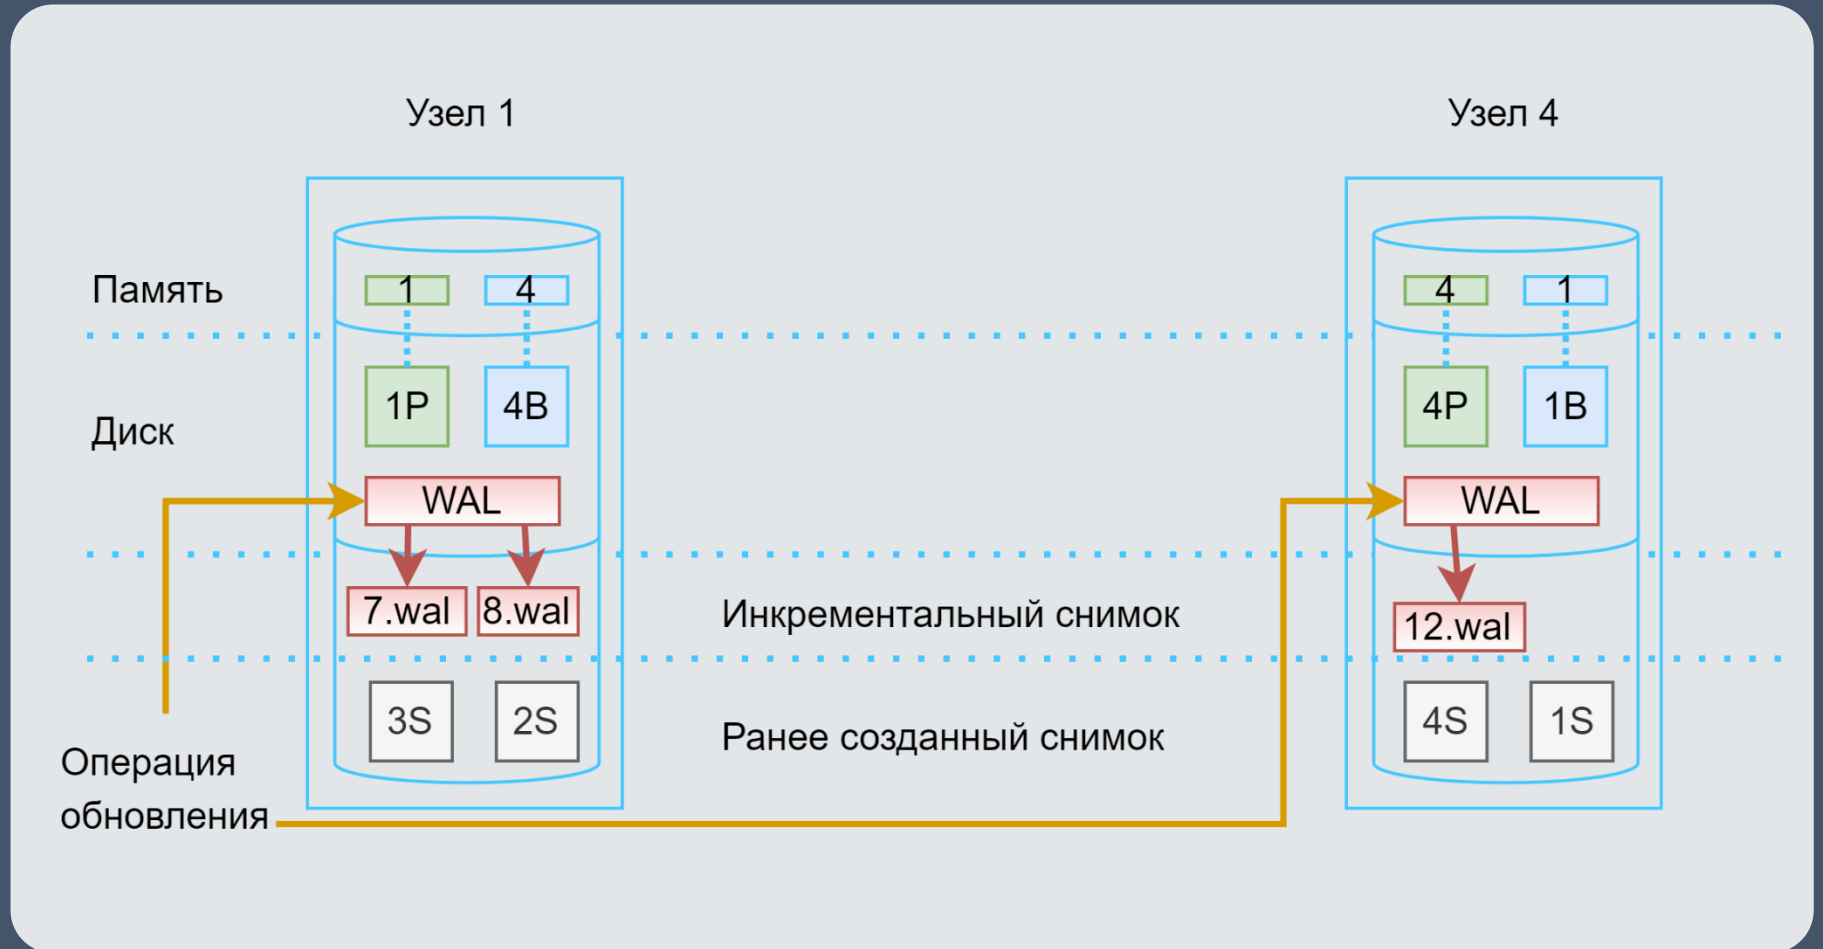 Узел 1
Узел 4
Память
1
4
4
1
Диск
1P
4B
4P
1B
WAL
WAL
7.wal
8.wal
Инкрементальный снимок
12.wal
3S
2S
Ранее созданный снимок
4S
1S
Операция
обновления